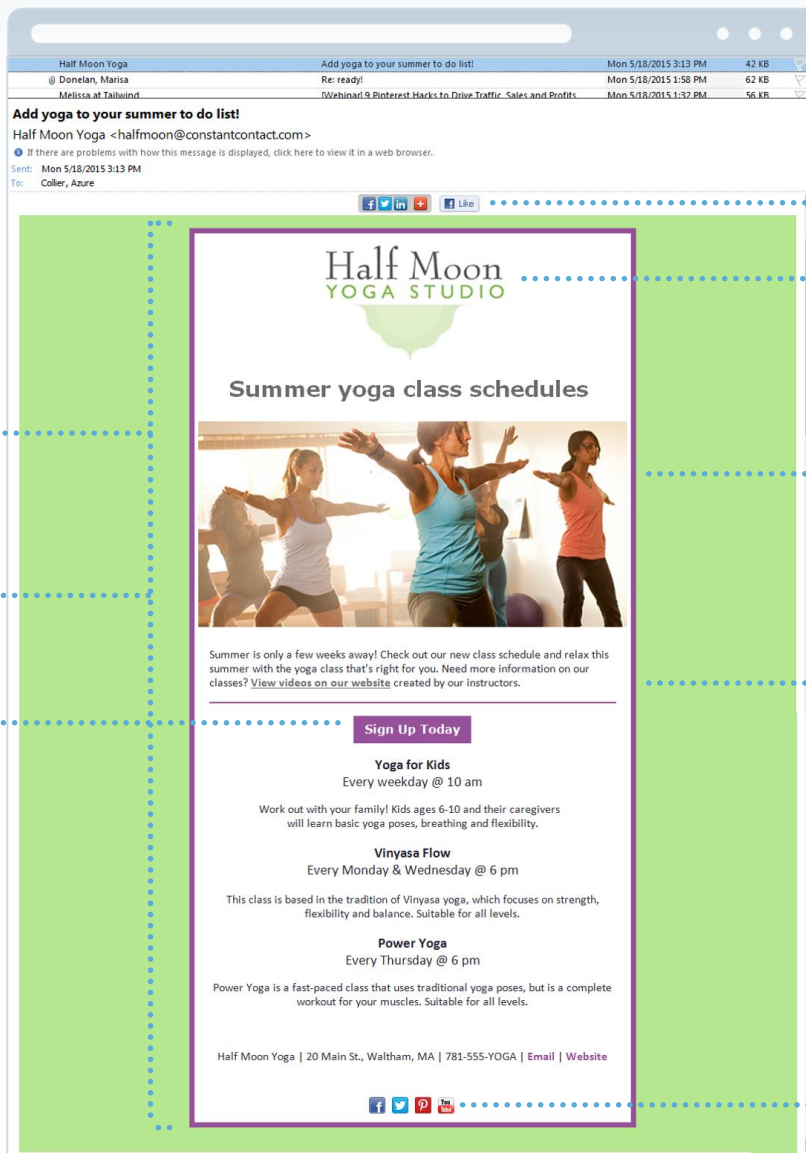 Half Moon Yoga Add yoga to your summer to do list! Mon 5/18/2015 3:13 PM 42 KB
Donelan, Marisa Re: ready! Mon 5/18/2015 1:58 PM 62 KB
Melissa at Tailwind [Webinar] 9 Pinterest Hacks to Drive Traffic, Sales and Profits Mon 5/18/2015 1:32 PM 56 KB
Add yoga to your summer to do list!
Half Moon Yoga <halfmoon@constantcontact.com>
If there are problems with how this message is displayed, click here to view it in a web browser.
Sent: Mon 5/18/2015 3:13 PM
To: Collier, Azure
Like
Half Moon
YOGA STUDIO
Summer yoga class schedules
Summer is only a few weeks away! Check out our new class schedule and relax this
summer with the yoga class that's right for you. Need more information on our
classes? View videos on our website created by our instructors.
Sign Up Today
Yoga for Kids
Every weekday @ 10 am
Work out with your family! Kids ages 6-10 and their caregivers
will learn basic yoga poses, breathing and flexibility.
Vinyasa Flow
Every Monday & Wednesday @ 6 pm
This class is based in the tradition of Vinyasa yoga, which focuses on strength,
flexibility and balance. Suitable for all levels.
Power Yoga
Every Thursday @ 6 pm
Power Yoga is a fast-paced class that uses traditional yoga poses, but is a complete
workout for your muscles. Suitable for all levels.
Half Moon Yoga | 20 Main St., Waltham, MA | 781-555-YOGA | Email | Website
You
Tube